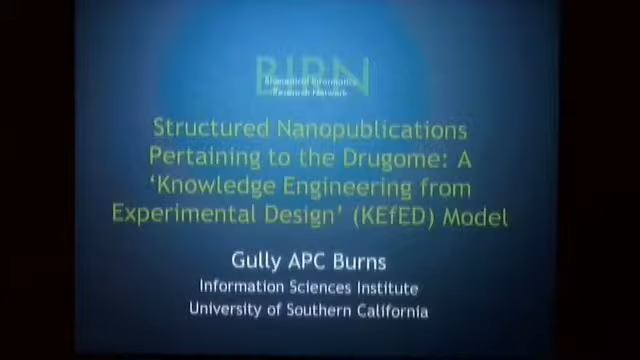 BIRN
Biomedical Informatics
Research Network
Structured Nanopublications
Pertaining to the Drugome: A
‘Knowledge Engineering from
Experimental Design’ (KEfED) Model
Gully APC Burns
Information Sciences Institute
University of Southern California